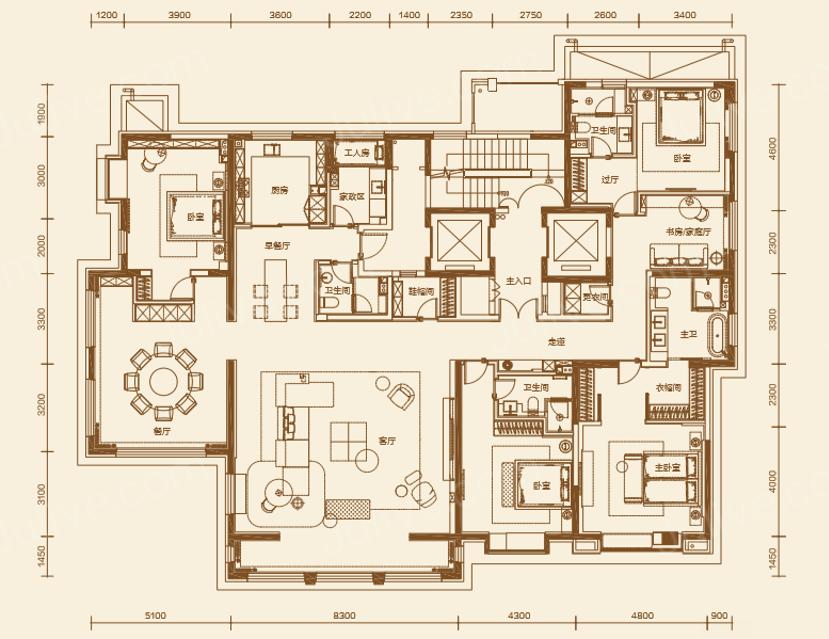 1200 3900 3600 2200 1400 2350 2750 2600 3400
1900
3000
2000
3300
3200
3100
1450
4600
2300
3300
2300
4000
1450
工人房
卫生间
卧室
厨房
家政区
过厅
卧室
早餐厅
书房/家庭厅
卫生间
鞋帽间
主入口
更衣间
走道
主卫
卫生间
衣帽间
餐厅
客厅
卧室
主卧室
5100 8300 4300 4800 900